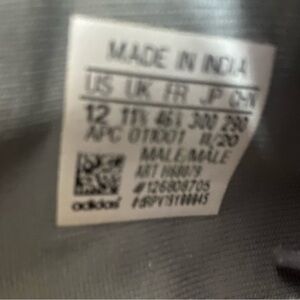 MADE IN INDIA
US UK FR JP CHN
12 11½ 46⅔ 300 290
APC 011001 11/20
MALE/MALE
ART H68079
#126808705
adidas